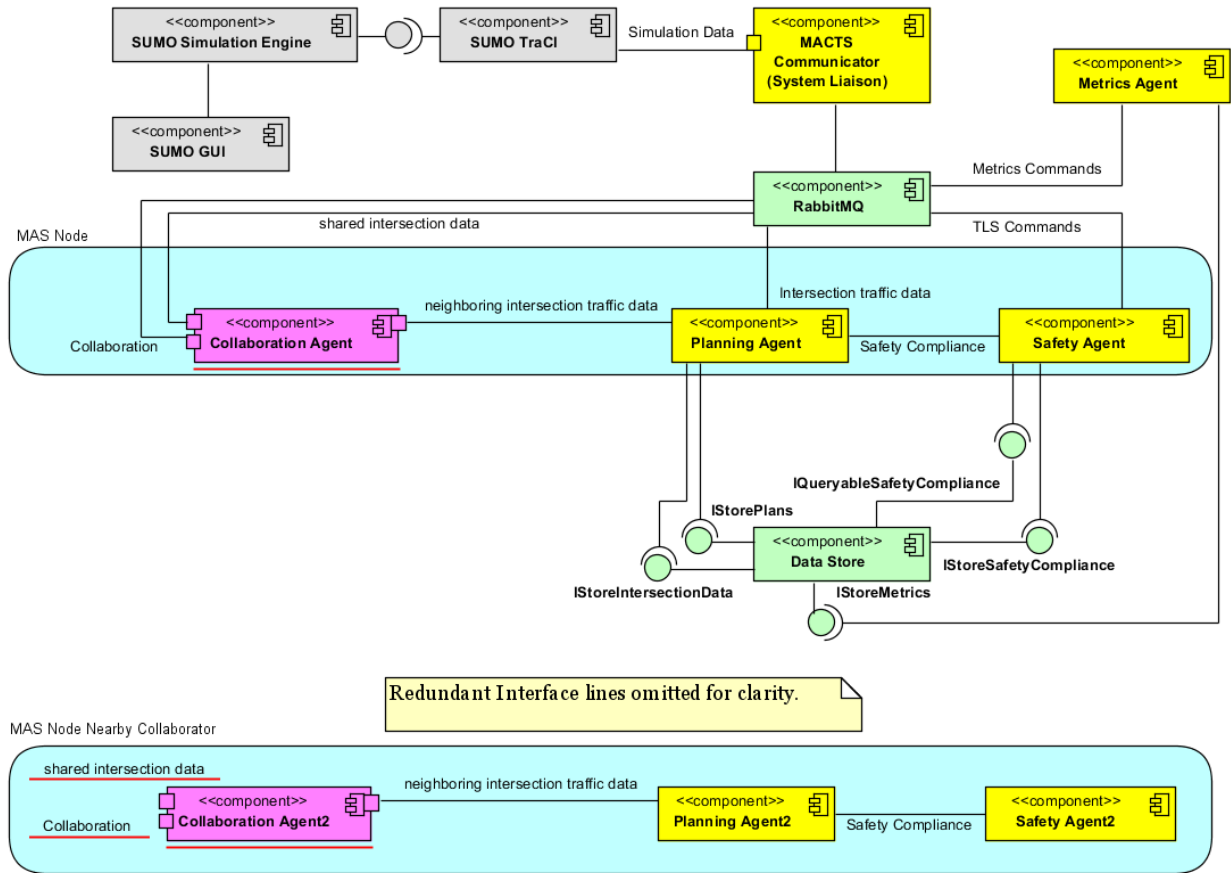 <<component>>
SUMO Simulation Engine
<<component>>
SUMO TraCI
Simulation Data
<<component>>
MACTS
Communicator
(System Liaison)
<<component>>
Metrics Agent
<<component>>
SUMO GUI
Metrics Commands
<<component>>
RabbitMQ
shared intersection data
TLS Commands
MAS Node
neighboring intersection traffic data
Intersection traffic data
<<component>>
Collaboration Agent
Collaboration
<<component>>
Planning Agent
Safety Compliance
<<component>>
Safety Agent
IQueryableSafetyCompliance
IStorePlans
<<component>>
Data Store
IStoreSafetyCompliance
IStoreIntersectionData
IStoreMetrics
Redundant Interface lines omitted for clarity.
MAS Node Nearby Collaborator
shared intersection data
neighboring intersection traffic data
<<component>>
Collaboration Agent2
Collaboration
<<component>>
Planning Agent2
Safety Compliance
<<component>>
Safety Agent2